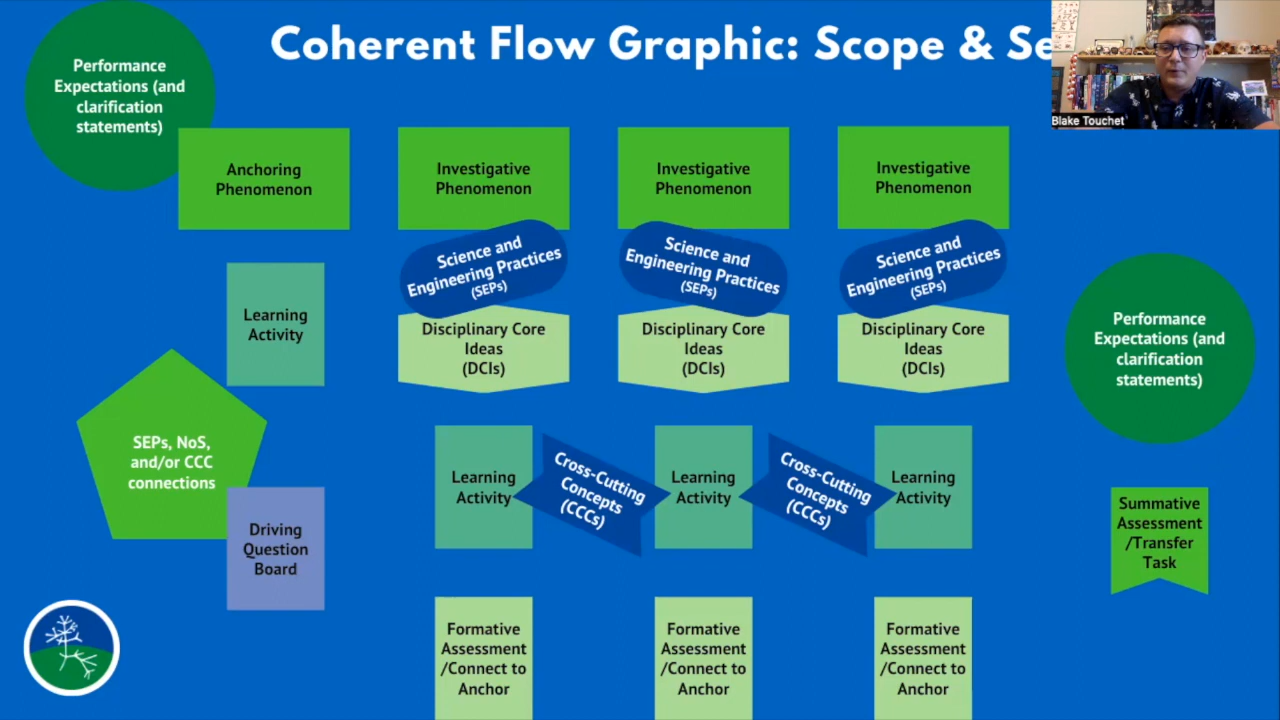 Coherent Flow Graphic: Scope & Se
Blake Touchet
Performance
Expectations (and
clarification
statements)
Anchoring
Phenomenon
Investigative
Phenomenon
Investigative
Phenomenon
Investigative
Phenomenon
Science and
Engineering Practices
(SEPs)
Science and
Engineering Practices
(SEPs)
Science and
Engineering Practices
(SEPs)
Learning
Activity
Disciplinary Core
Ideas
(DCIs)
Disciplinary Core
Ideas
(DCIs)
Disciplinary Core
Ideas
(DCIs)
Performance
Expectations (and
clarification
statements)
SEPs, NoS,
and/or CCC
connections
Learning
Activity
Cross-Cutting
Concepts
(CCCs)
Learning
Activity
Cross-Cutting
Concepts
(CCCs)
Learning
Activity
Driving
Question
Board
Summative
Assessment
/Transfer
Task
Formative
Assessment
/Connect to
Anchor
Formative
Assessment
/Connect to
Anchor
Formative
Assessment
/Connect to
Anchor